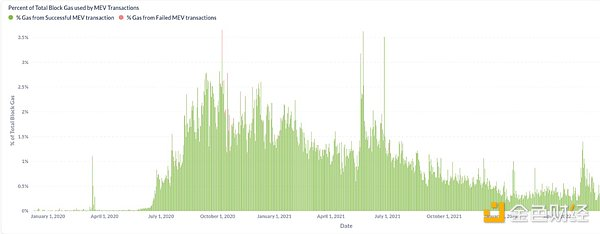 Percent of Total Block Gas used by MEV Transactions
% Gas from Successful MEV transaction % Gas from Failed MEV transactions
3.5%
3%
2.5%
2%
1.5%
1%
0.5%
0%
% of Total Block Gas
January 1, 2020 April 1, 2020 July 1, 2020 October 1, 2020 January 1, 2021 April 1, 2021 July 1, 2021 October 1, 2021
Date
金色财经